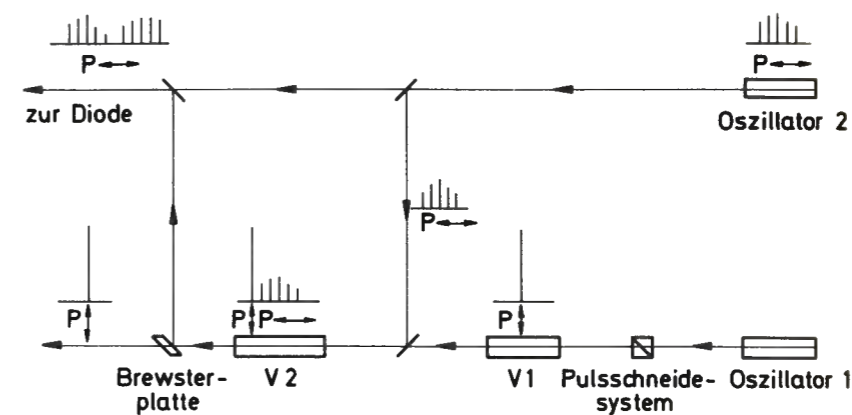 P
P
zur Diode
Oszillator 2
P
P
P P
P
Brewster-
platte
V 2
V 1
Pulsschneide-
system
Oszillator 1